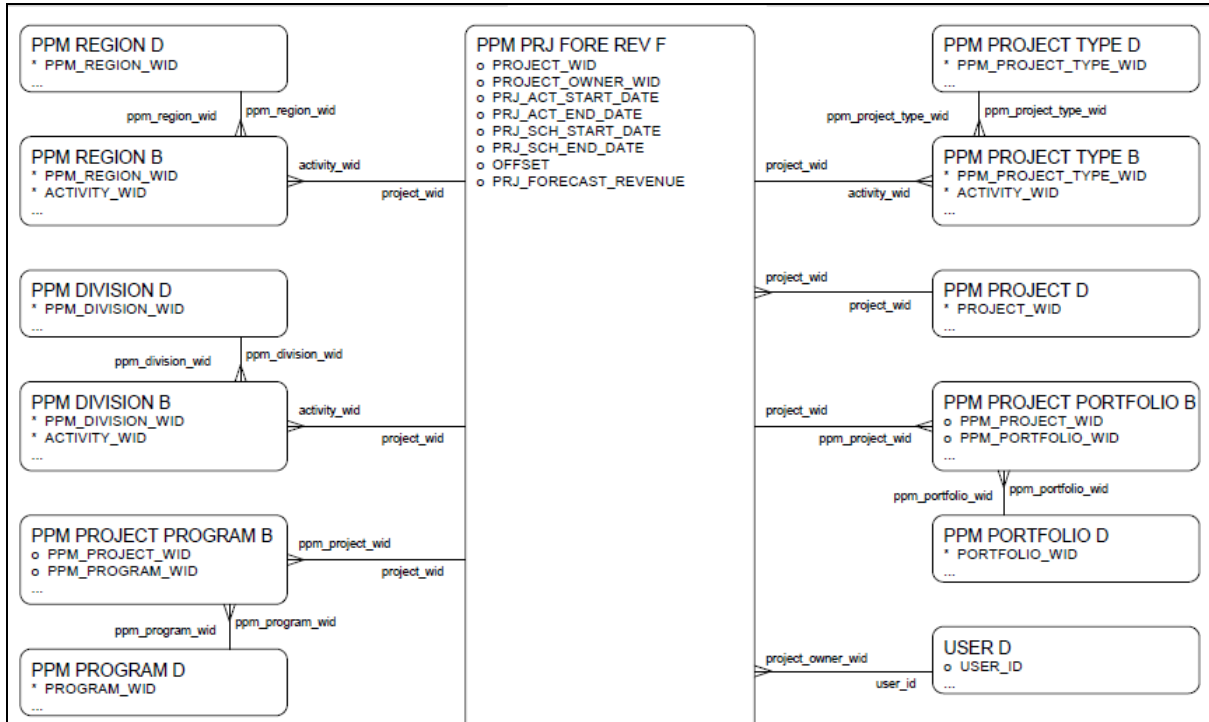 PPM REGION D
* PPM_REGION_WID
...
ppm_region_wid
ppm_region_wid
PPM REGION B
* PPM_REGION_WID
* ACTIVITY_WID
...
activity_wid
project_wid
PPM DIVISION D
* PPM_DIVISION_WID
...
ppm_division_wid
ppm_division_wid
PPM DIVISION B
* PPM_DIVISION_WID
* ACTIVITY_WID
...
activity_wid
project_wid
PPM PROJECT PROGRAM B
o PPM_PROJECT_WID
o PPM_PROGRAM_WID
...
ppm_project_wid
project_wid
ppm_program_wid
ppm_program_wid
PPM PROGRAM D
* PROGRAM_WID
...
PPM PRJ FORE REV F
o PROJECT_WID
o PROJECT_OWNER_WID
o PRJ_ACT_START_DATE
o PRJ_ACT_END_DATE
o PRJ_SCH_START_DATE
o PRJ_SCH_END_DATE
o OFFSET
o PRJ_FORECAST_REVENUE
PPM PROJECT TYPE D
* PPM_PROJECT_TYPE_WID
...
ppm_project_type_wid
ppm_project_type_wid
project_wid
activity_wid
PPM PROJECT TYPE B
* PPM_PROJECT_TYPE_WID
* ACTIVITY_WID
...
project_wid
project_wid
PPM PROJECT D
* PROJECT_WID
...
project_wid
ppm_project_wid
PPM PROJECT PORTFOLIO B
o PPM_PROJECT_WID
o PPM_PORTFOLIO_WID
...
ppm_portfolio_wid
ppm_portfolio_wid
PPM PORTFOLIO D
* PORTFOLIO_WID
...
project_owner_wid
user_id
USER D
o USER_ID
...